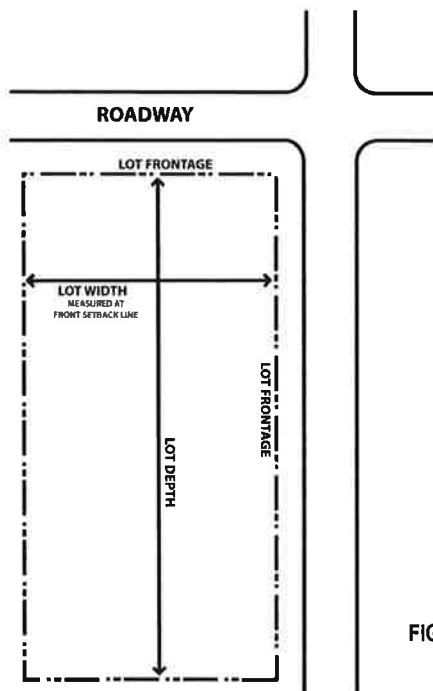 ROADWAY
LOT FRONTAGE
LOT WIDTH
MEASURED AT
FRONT SETBACK LINE
LOT FRONTAGE
LOT DEPTH
FIG